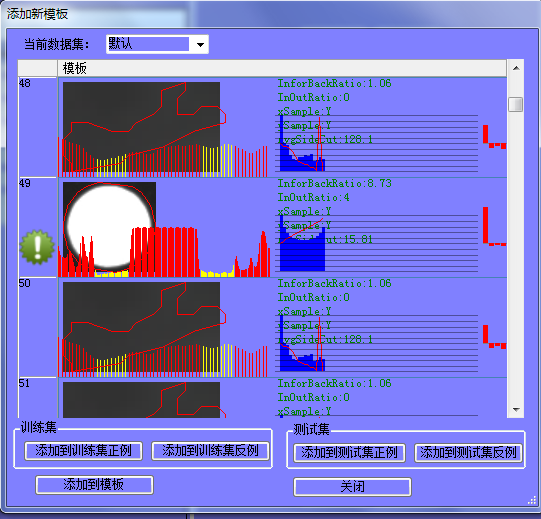 添加新模板
当前数据集： 默认
模板
48
InforBackRatio:1.06
InOutRatio:0
xSample:Y
ySample:Y
AvgSideCut:128.1
49
InforBackRatio:8.73
InOutRatio:4
xSample:Y
ySample:Y
AvgSideCut:15.81
50
InforBackRatio:1.06
InOutRatio:0
xSample:Y
ySample:Y
AvgSideCut:128.1
51
InforBackRatio:1.06
InOutRatio:0
xSample:Y
训练集
添加到训练集正例 添加到训练集反例
测试集
添加到测试集正例 添加到测试集反例
添加到模板
关闭